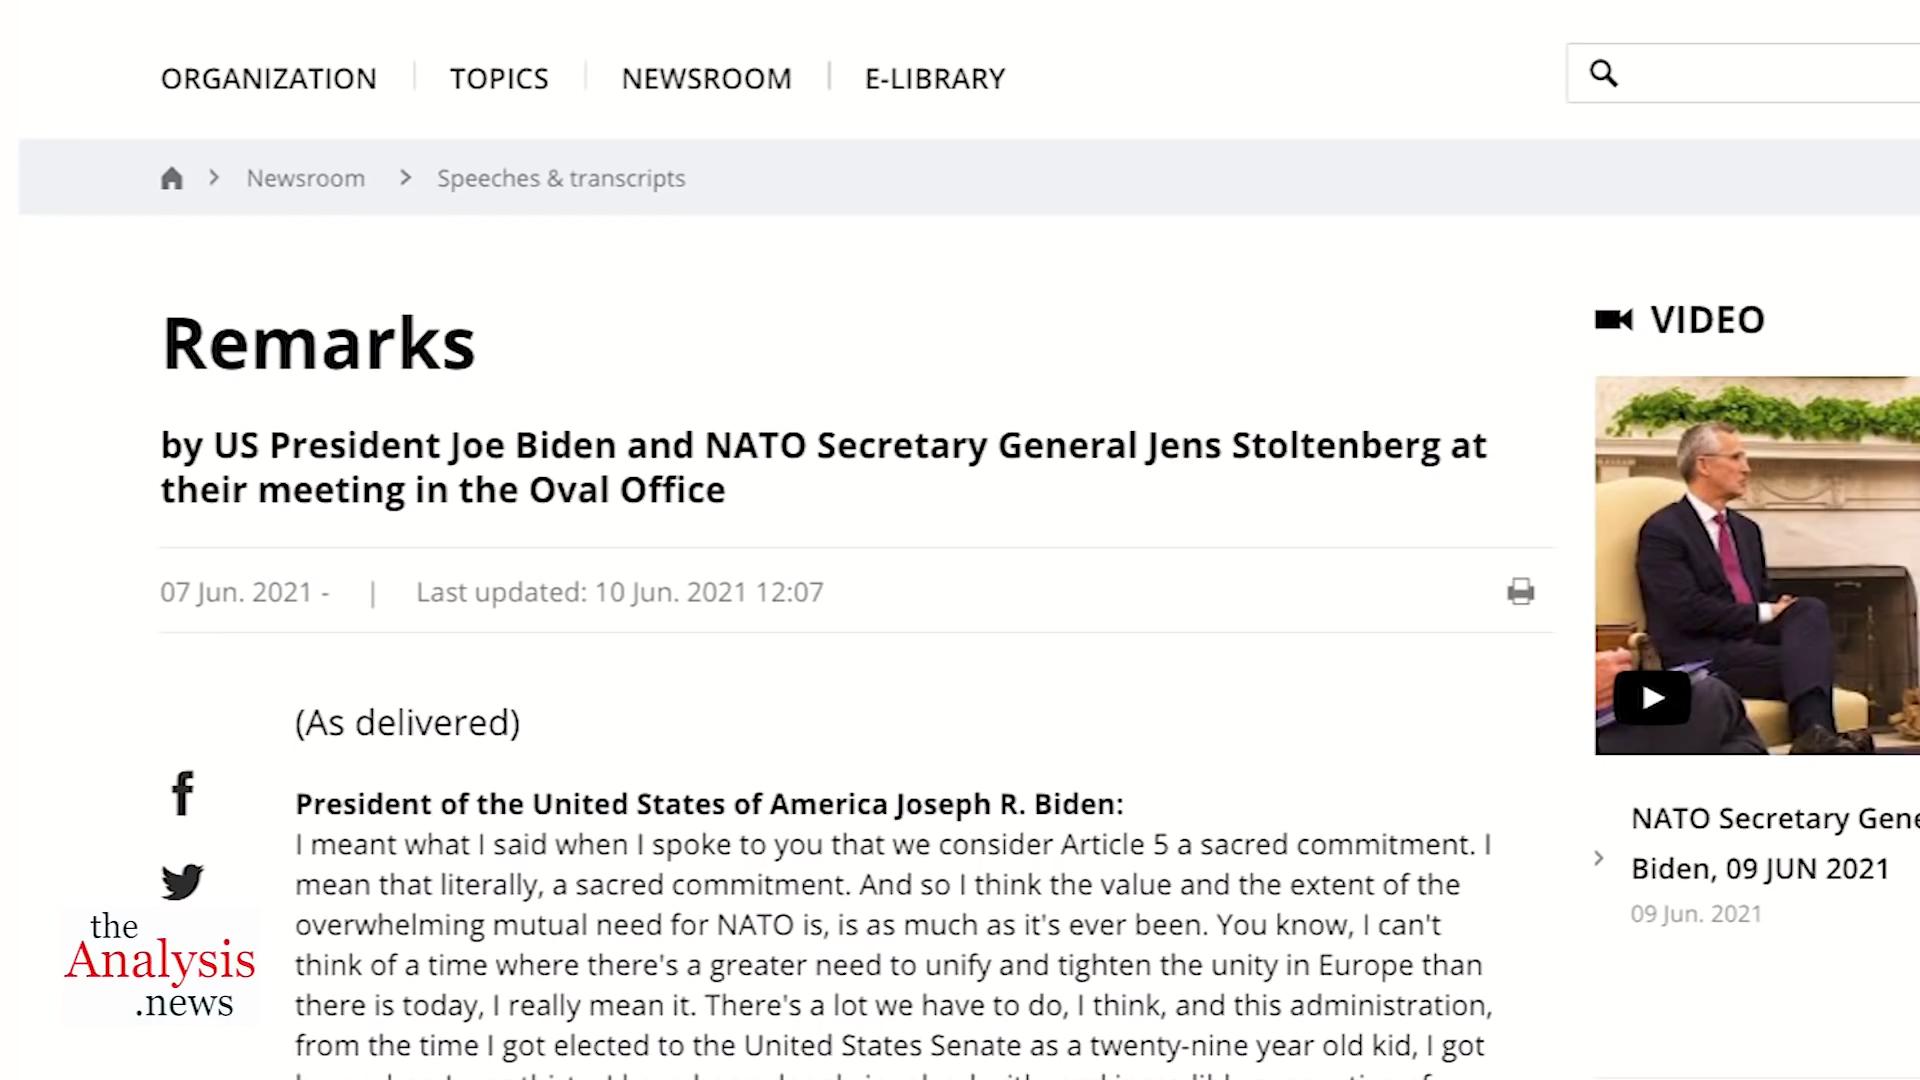 ORGANIZATION TOPICS NEWSROOM E-LIBRARY
Newsroom Speeches & transcripts
Remarks
by US President Joe Biden and NATO Secretary General Jens Stoltenberg at
their meeting in the Oval Office
07 Jun. 2021 - | Last updated: 10 Jun. 2021 12:07
(As delivered)
President of the United States of America Joseph R. Biden:
I meant what I said when I spoke to you that we consider Article 5 a sacred commitment. I
mean that literally, a sacred commitment. And so I think the value and the extent of the
overwhelming mutual need for NATO is, is as much as it's ever been. You know, I can't
think of a time where there's a greater need to unify and tighten the unity in Europe than
there is today, I really mean it. There's a lot we have to do, I think, and this administration,
from the time I got elected to the United States Senate as a twenty-nine year old kid, I got
VIDEO
NATO Secretary Gene
Biden, 09 JUN 2021
09 Jun. 2021
the
Analysis
.news